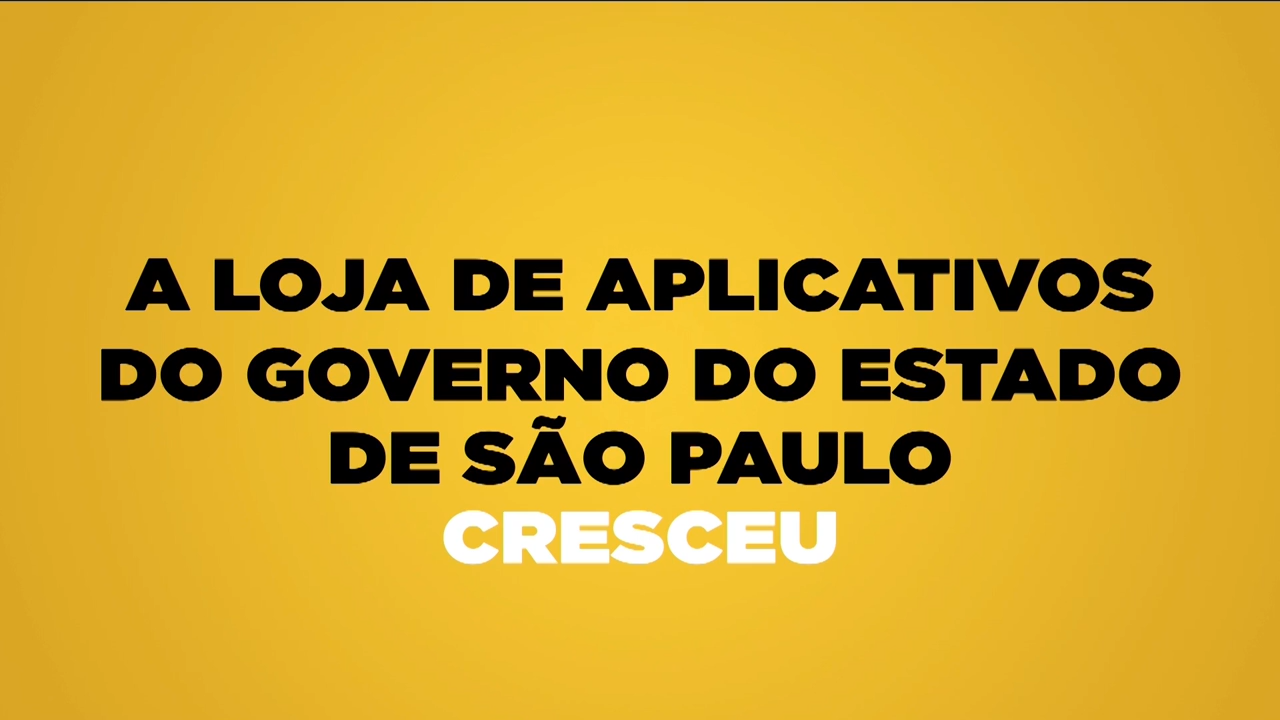 A LOJA DE APLICATIVOS
DO GOVERNO DO ESTADO
DE SÃO PAULO
CRESCEU